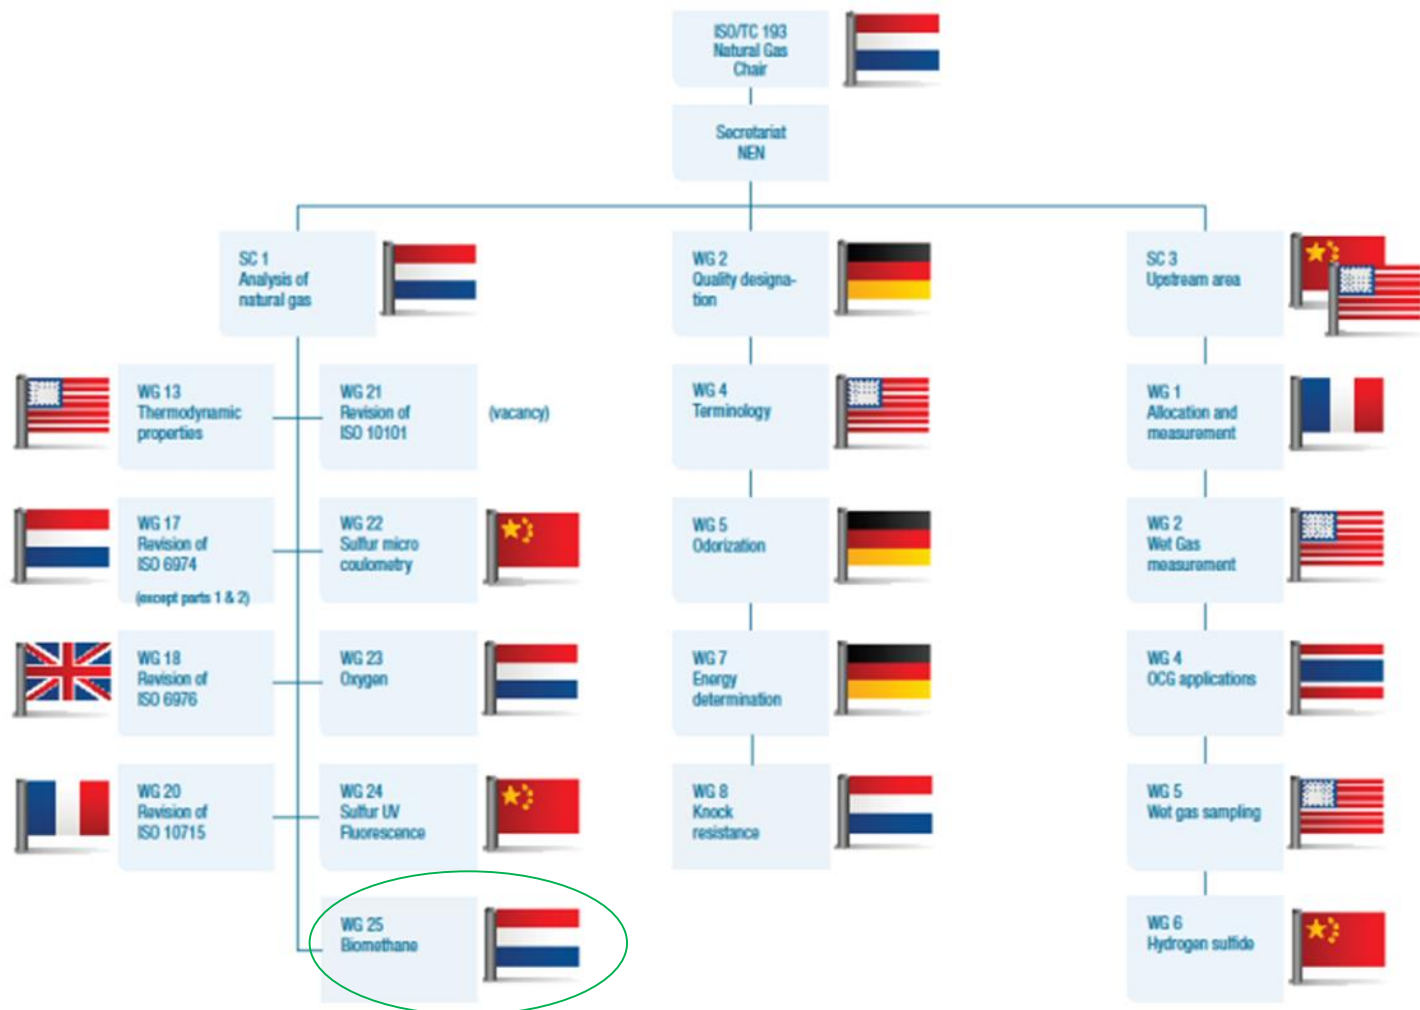 ISO/TC 193
Natural Gas
Chair
Secretariat
NEN
SC 1
Analysis of
natural gas
WG 2
Quality designa-
tion
SC 3
Upstream area
WG 13
Thermodynamic
properties
WG 21
Revision of
ISO 10101
(vacancy)
WG 4
Terminology
WG 1
Allocation and
measurement
WG 17
Revision of
ISO 6974
(except parts 1 & 2)
WG 22
Sulfur micro
coulometry
WG 5
Odorization
WG 2
Wet Gas
measurement
WG 18
Revision of
ISO 6976
WG 23
Oxygen
WG 7
Energy
determination
WG 4
OCG applications
WG 20
Revision of
ISO 10715
WG 24
Sulfur UV
Fluorescence
WG 8
Knock
resistance
WG 5
Wet gas sampling
WG 25
Biomethane
WG 6
Hydrogen sulfide